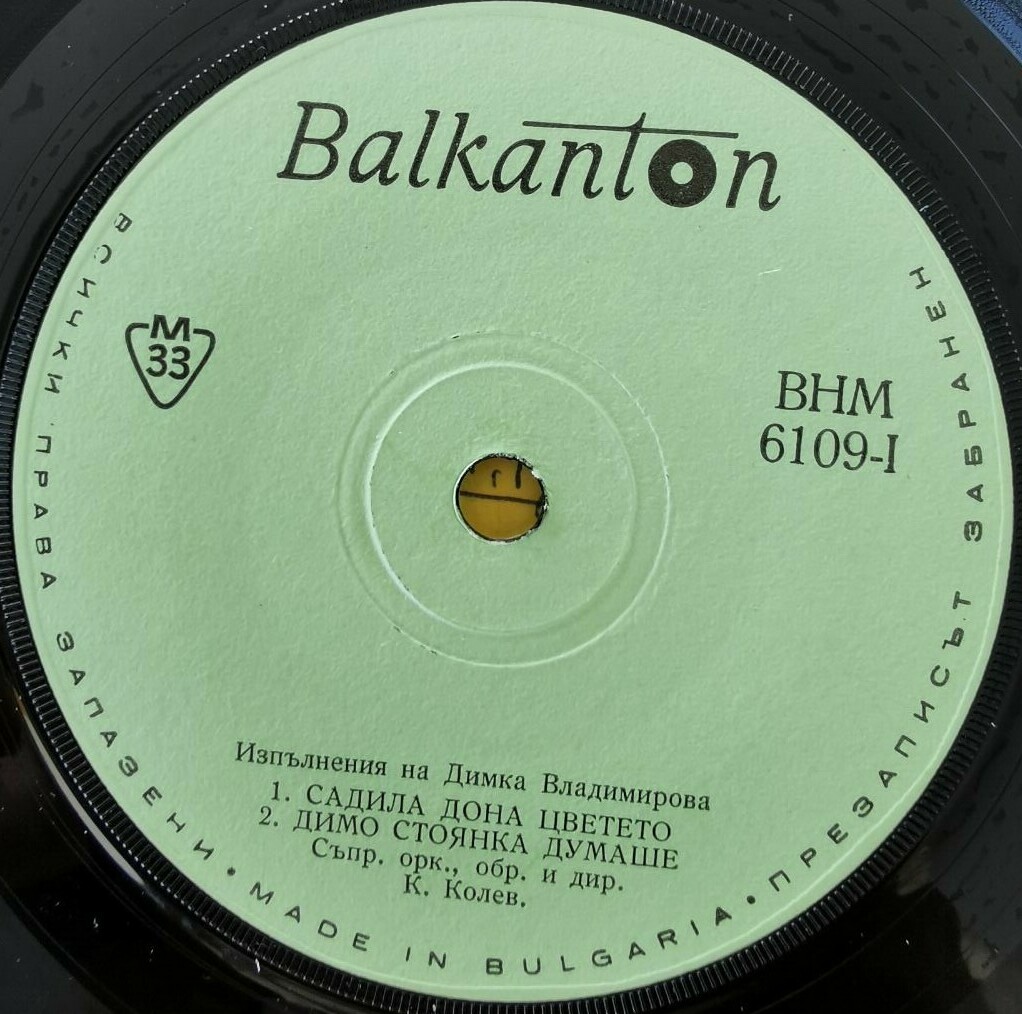 Balkanton
M
33
ВНМ
6109-I
Изпълнения на Димка Владимирова
1. САДИЛА ДОНА ЦВЕТЕТО
2. ДИМО СТОЯНКА ДУМАШЕ
Съпр. орк., обр. и дир.
К. Колев.
ВСИЧКИ ПРАВА ЗАПАЗЕНИ • MADE IN BULGARIA • ПРЕЗАПИСЪТ ЗАБРАНЕН